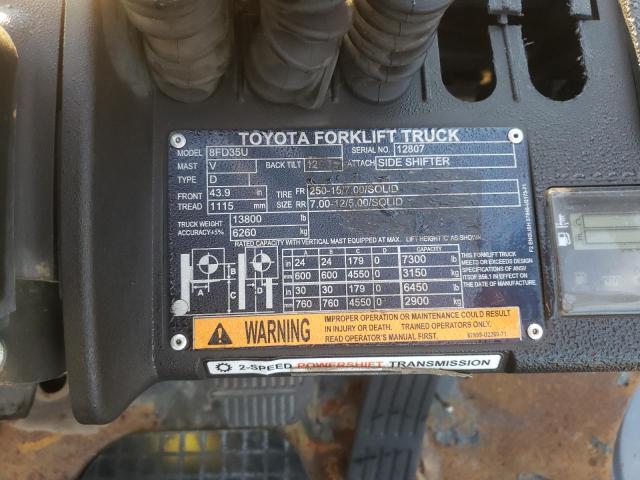 TOYOTA FORKLIFT TRUCK
MODEL 8FD35U SERIAL NO. 12807
MAST V BACK TILT ATTACH SIDE SHIFTER
TYPE D
FRONT 43.9 in TIRE FR 250-15/7.00/SOLID
TREAD 1115 mm SIZE RR 7.00-12/5.00/SOLID
TRUCK WEIGHT 13800 lb
ACCURACY±5% 6260 kg
RATED CAPACITY WITH VERTICAL MAST EQUIPPED AT MAX. LIFT HEIGHT 'C' AS SHOWN
A B C D CAPACITY
in 24 24 179 0 7300 lb
mm 600 600 4550 0 3150 kg
in 30 30 179 0 6450 lb
mm 760 760 4550 0 2900 kg
A B C D
THIS FORKLIFT TRUCK
MEETS OR EXCEEDS DESIGN
SPECIFICATIONS OF ANSI/
ITSDF B56.1 IN EFFECT ON
THE DATE OF MANUFACTURE.
WARNING
IMPROPER OPERATION OR MAINTENANCE COULD RESULT
IN INJURY OR DEATH. TRAINED OPERATORS ONLY.
READ OPERATOR'S MANUAL FIRST.
2-SPEED POWERSHIFT TRANSMISSION
E F